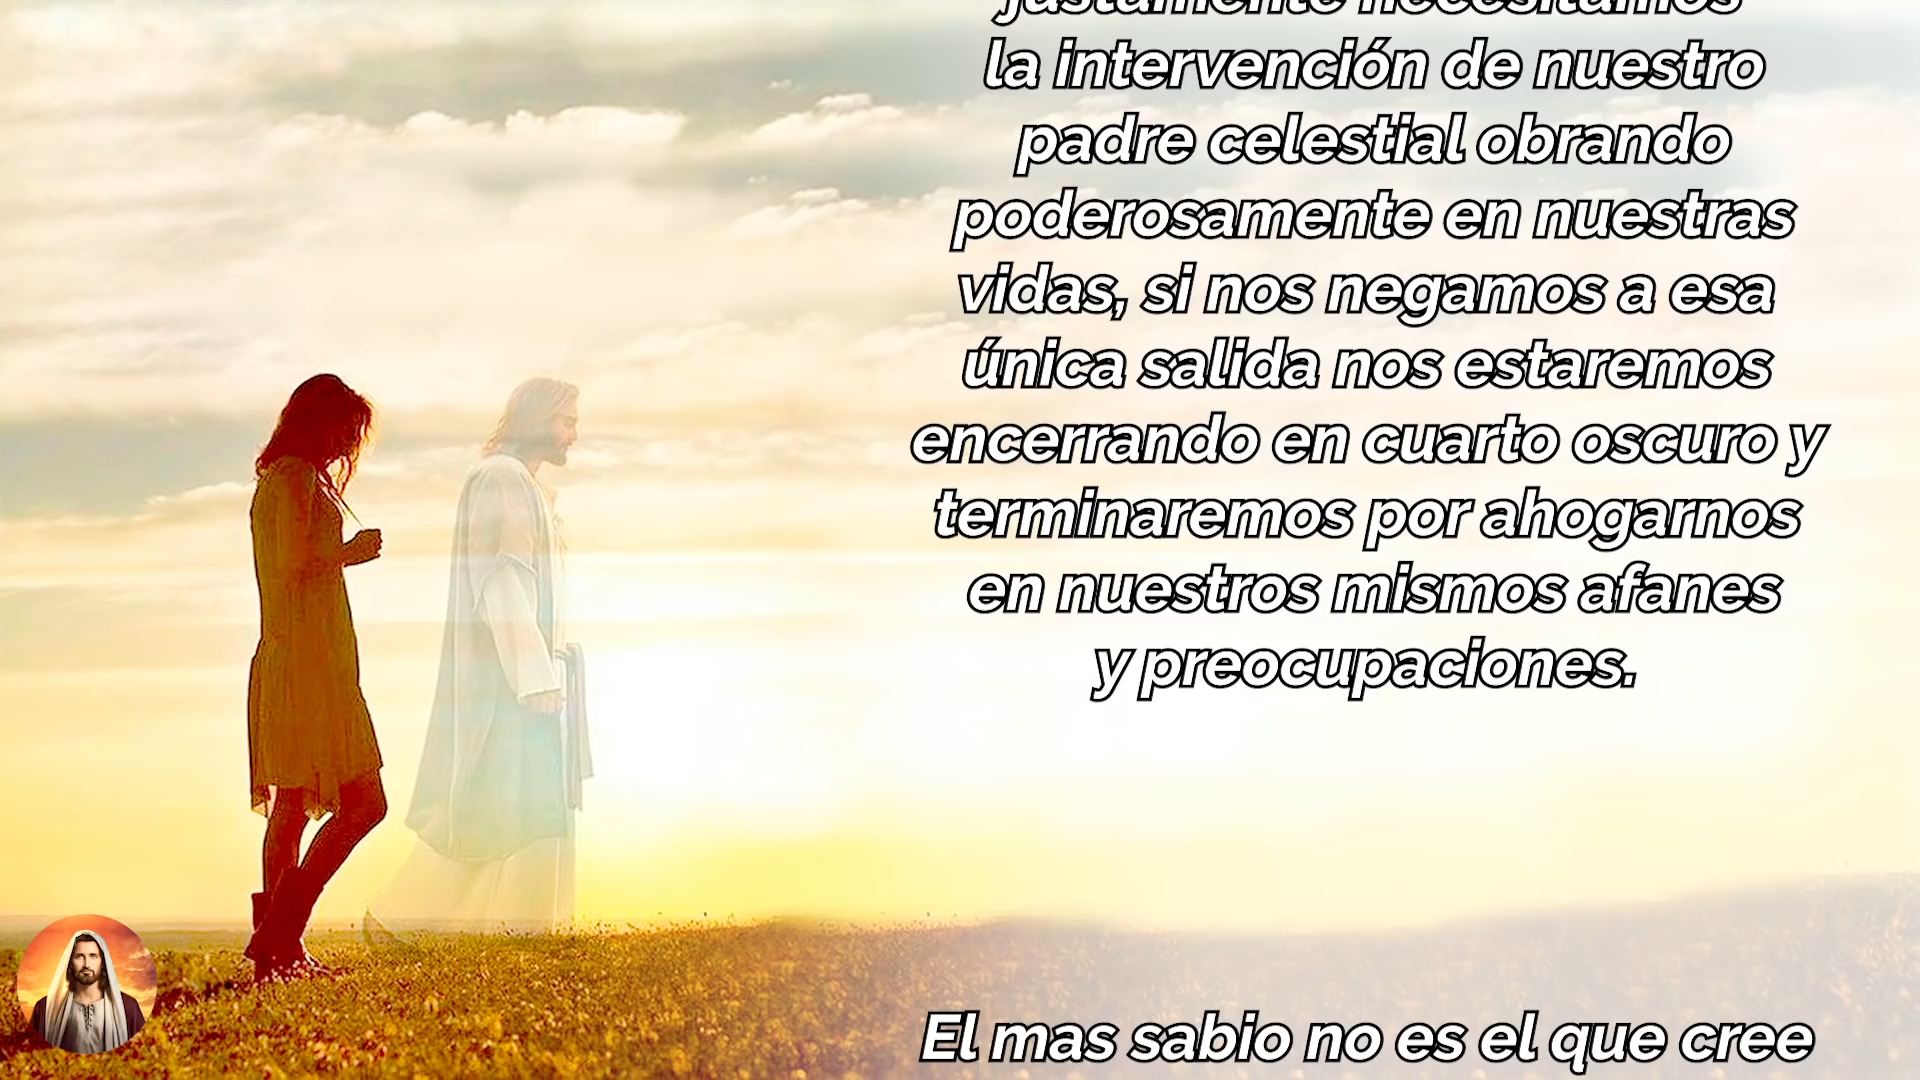 justamente necesitamos
la intervención de nuestro
padre celestial obrando
poderosamente en nuestras
vidas, si nos negamos a esa
única salida nos estaremos
encerrando en cuarto oscuro y
terminaremos por ahogarnos
en nuestros mismos afanes
y preocupaciones.
El mas sabio no es el que cree